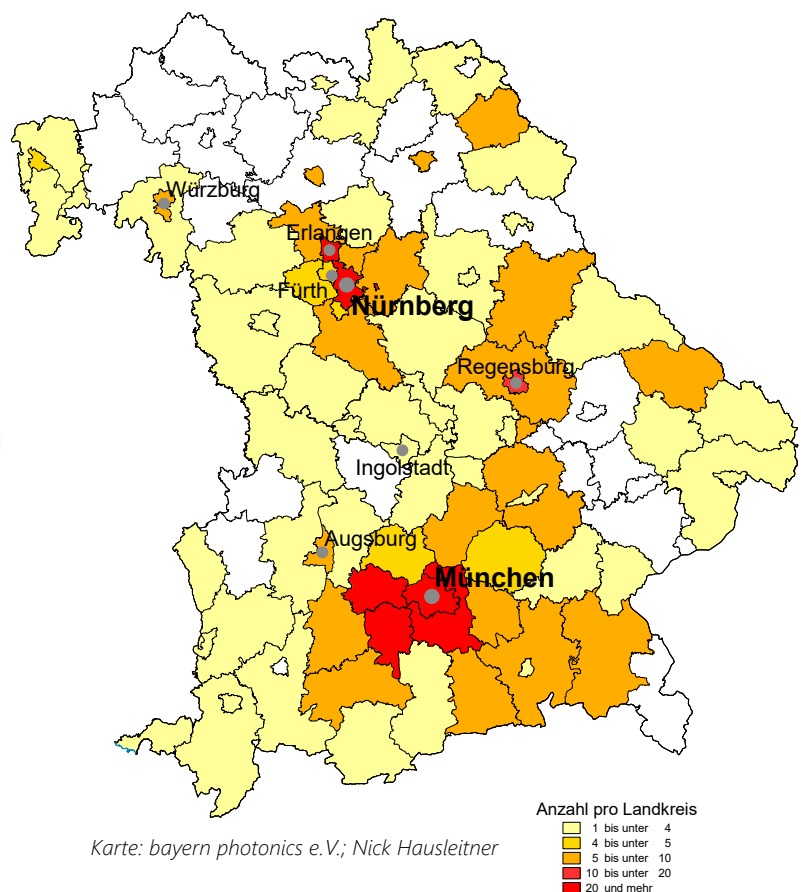 Würzburg
Erlangen
Fürth
Nürnberg
Regensburg
Ingolstadt
Augsburg
München
Anzahl pro Landkreis
1 bis unter 4
4 bis unter 5
5 bis unter 10
10 bis unter 20
20 und mehr
Karte: bayern photonics e.V.; Nick Hausleitner